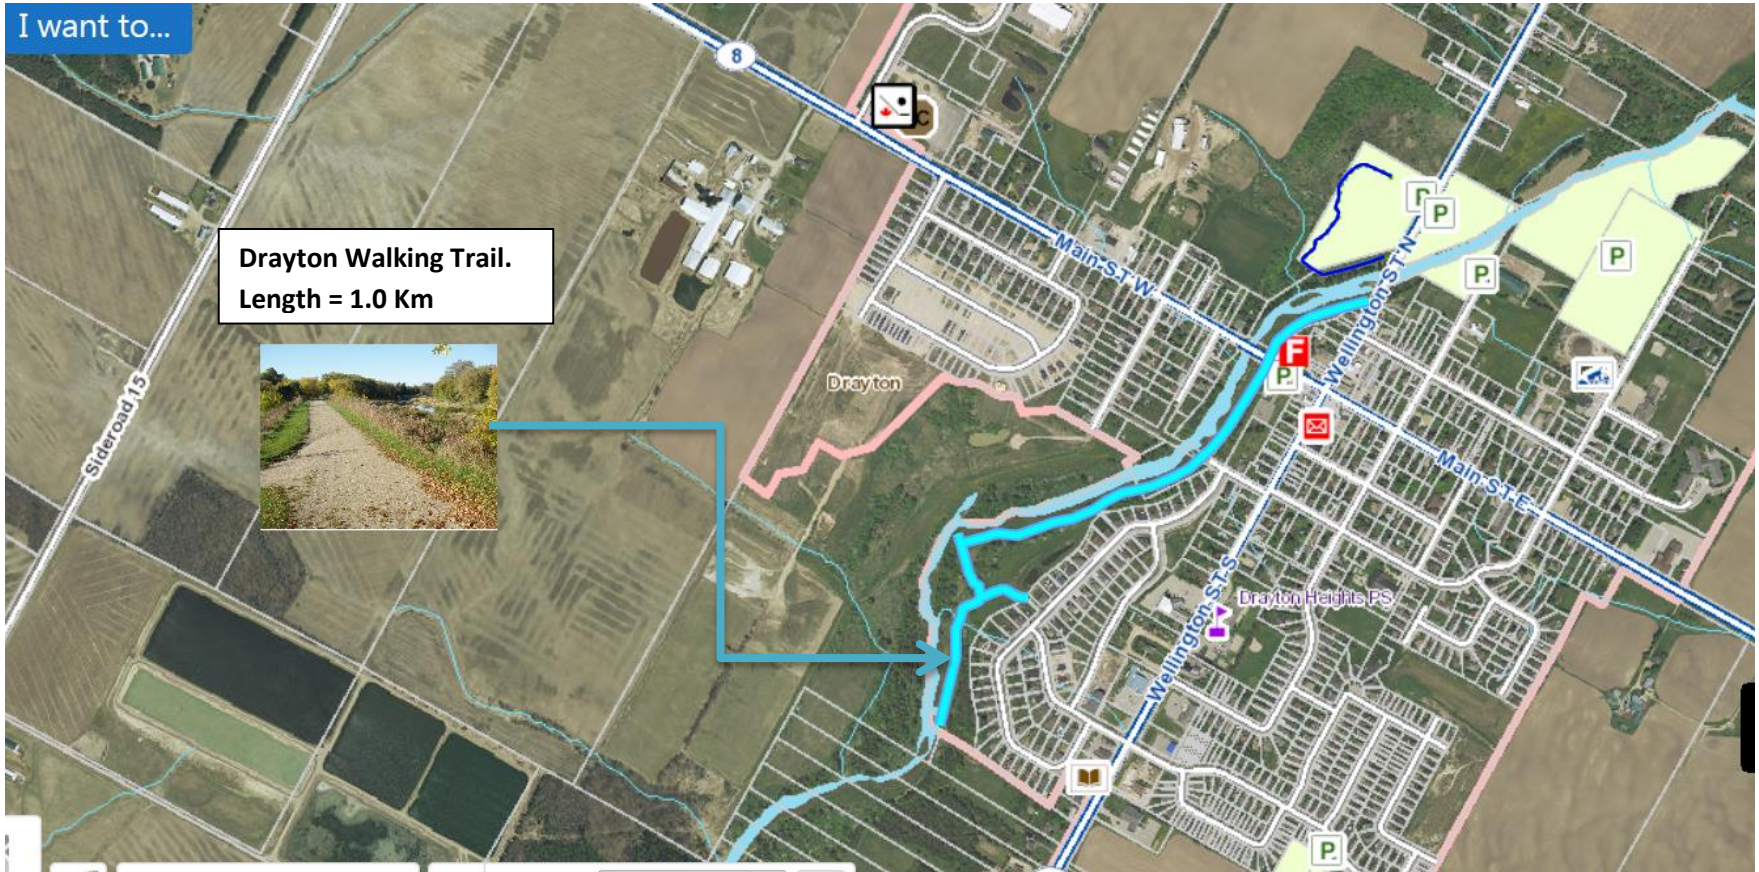 I want to...
8
C
Drayton Walking Trail.
Length = 1.0 Km
Main ST W
Wellington ST N
P
P
P
P.
F
P.
Drayton
Sideroad 15
Main ST E
Wellington ST S
Drayton Heights PS
P.